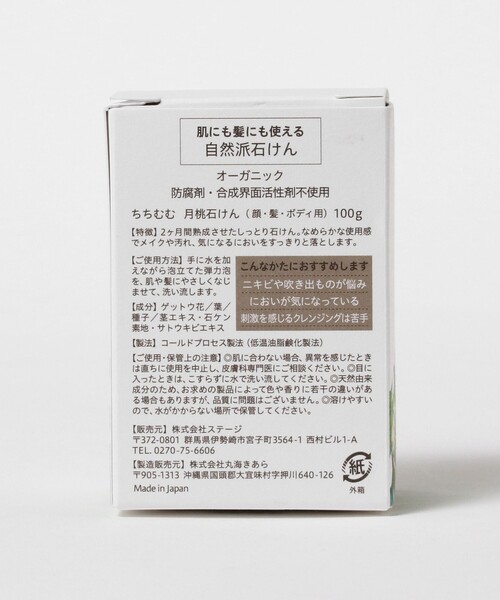 肌にも髪にも使える
自然派石けん
オーガニック
防腐剤・合成界面活性剤不使用
ちちむむ 月桃石けん（顔・髪・ボディ用）100g
【特徴】2ヶ月間熟成させたしっとり石けん。なめらかな使用感
でメイクや汚れ、気になるにおいをすっきりと落とします。
【ご使用方法】手に水を加
えながら泡立てた弾力泡
を、肌や髪にやさしくなじ
ませて、洗い流します。
【成分】ゲットウ花／葉／
種子／茎エキス・石ケン
素地・サトウキビエキス
こんなかたにおすすめします
ニキビや吹き出ものが悩み
においが気になっている
刺激を感じるクレンジングは苦手
【製法】コールドプロセス製法（低温油脂鹸化製法）
【ご使用・保管上の注意】◎肌に合わない場合、異常を感じたとき
は直ちに使用を中止し、皮膚科専門医にご相談ください。◎目に
入ったときは、こすらずに水で洗い流してください。◎天然由来
成分のため、お求めの製品によって色や香りに若干の違いがあ
る場合もありますが、品質に問題はございません。◎溶けやすい
ので、水がかからない場所で保管してください。
【販売元】株式会社ステージ
〒372-0801 群馬県伊勢崎市宮子町3564-1 西村ビル1-A
TEL. 0270-75-6606
【製造販売元】株式会社丸海きあら
〒905-1313 沖縄県国頭郡大宜味村字押川640-126
Made in Japan
紙
外箱